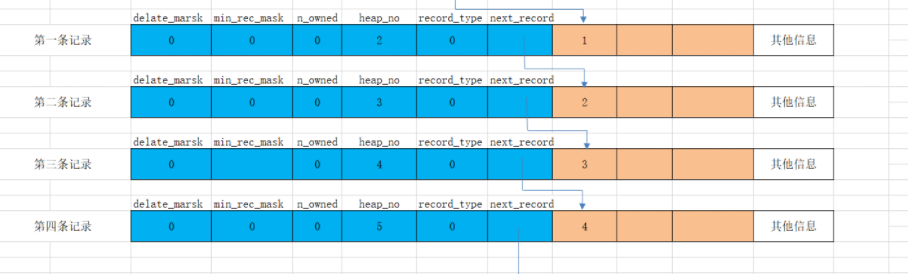 delate_marsk min_rec_mask n_owned heap_no record_type next_record
第一条记录 0 0 0 2 0 1 其他信息
delate_marsk min_rec_mask n_owned heap_no record_type next_record
第二条记录 0 0 0 3 0 2 其他信息
delate_marsk min_rec_mask n_owned heap_no record_type next_record
第三条记录 0 0 4 0 3 其他信息
delate_marsk min_rec_mask n_owned heap_no record_type next_record
第四条记录 0 0 5 0 4 其他信息